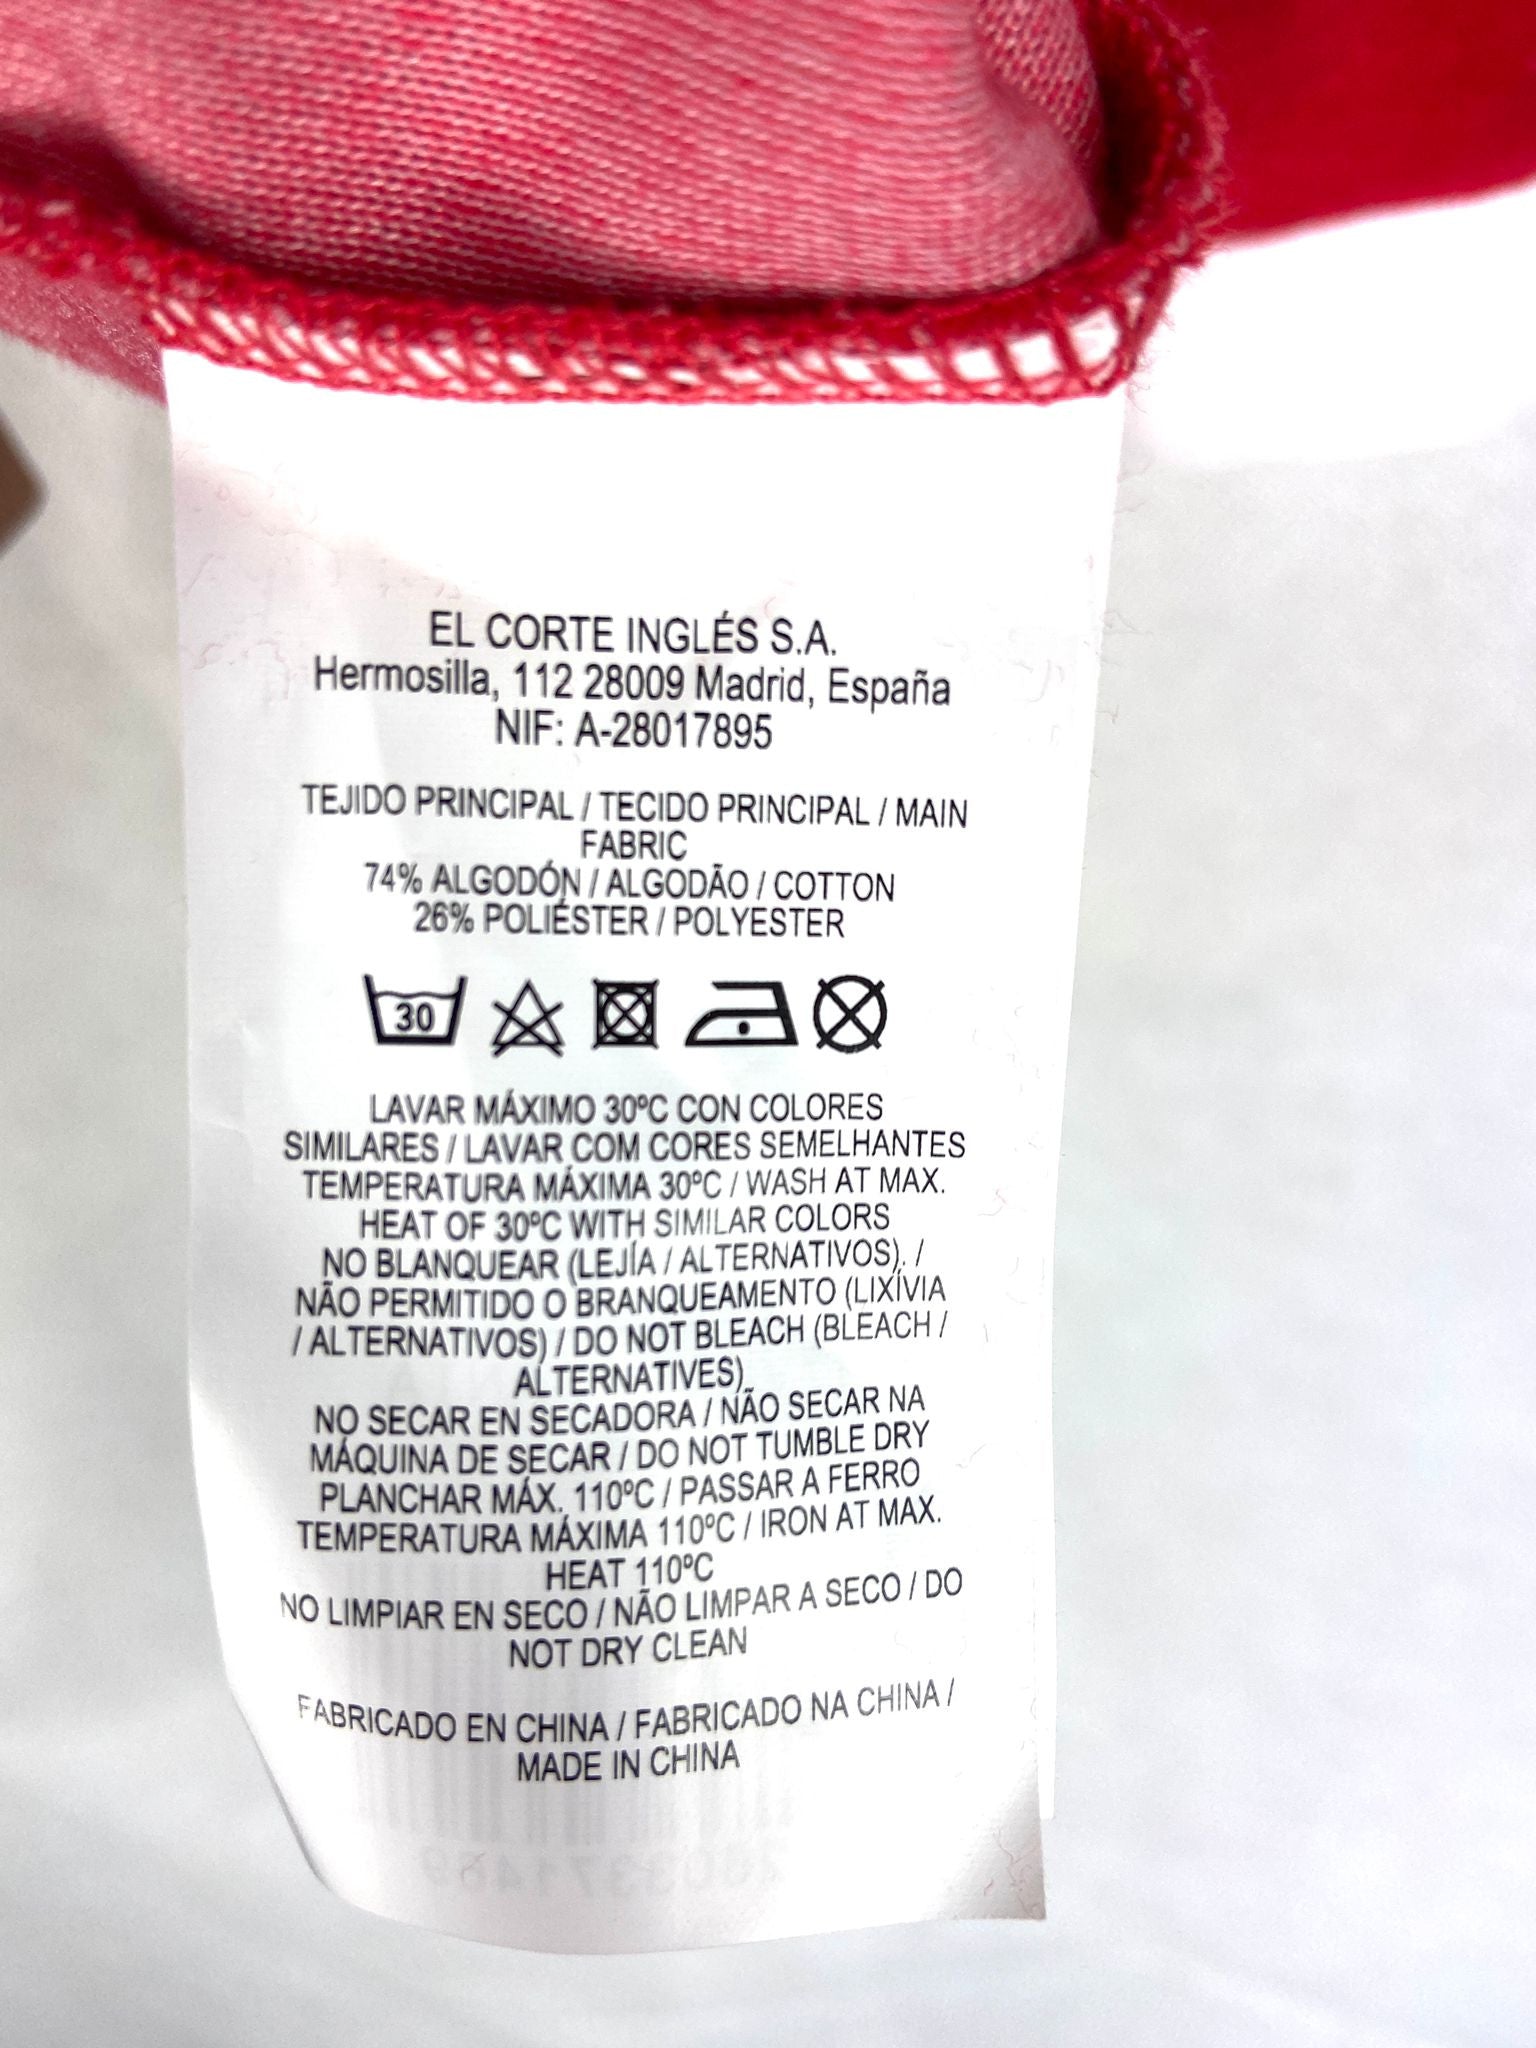 EL CORTE INGLÉS S.A.
Hermosilla, 112 28009 Madrid, España
NIF: A-28017895
TEJIDO PRINCIPAL / TECIDO PRINCIPAL / MAIN
FABRIC
74% ALGODÓN / ALGODÃO / COTTON
26% POLIÉSTER / POLYESTER
30
LAVAR MÁXIMO 30ºC CON COLORES
SIMILARES / LAVAR COM CORES SEMELHANTES
TEMPERATURA MÁXIMA 30ºC / WASH AT MAX.
HEAT OF 30ºC WITH SIMILAR COLORS
NO BLANQUEAR (LEJÍA / ALTERNATIVOS). /
NÃO PERMITIDO O BRANQUEAMENTO (LIXÍVIA
/ ALTERNATIVOS) / DO NOT BLEACH (BLEACH /
ALTERNATIVES)
NO SECAR EN SECADORA / NÃO SECAR NA
MÁQUINA DE SECAR / DO NOT TUMBLE DRY
PLANCHAR MÁX. 110ºC / PASSAR A FERRO
TEMPERATURA MÁXIMA 110ºC / IRON AT MAX.
HEAT 110ºC
NO LIMPIAR EN SECO / NÃO LIMPAR A SECO / DO
NOT DRY CLEAN
FABRICADO EN CHINA / FABRICADO NA CHINA /
MADE IN CHINA